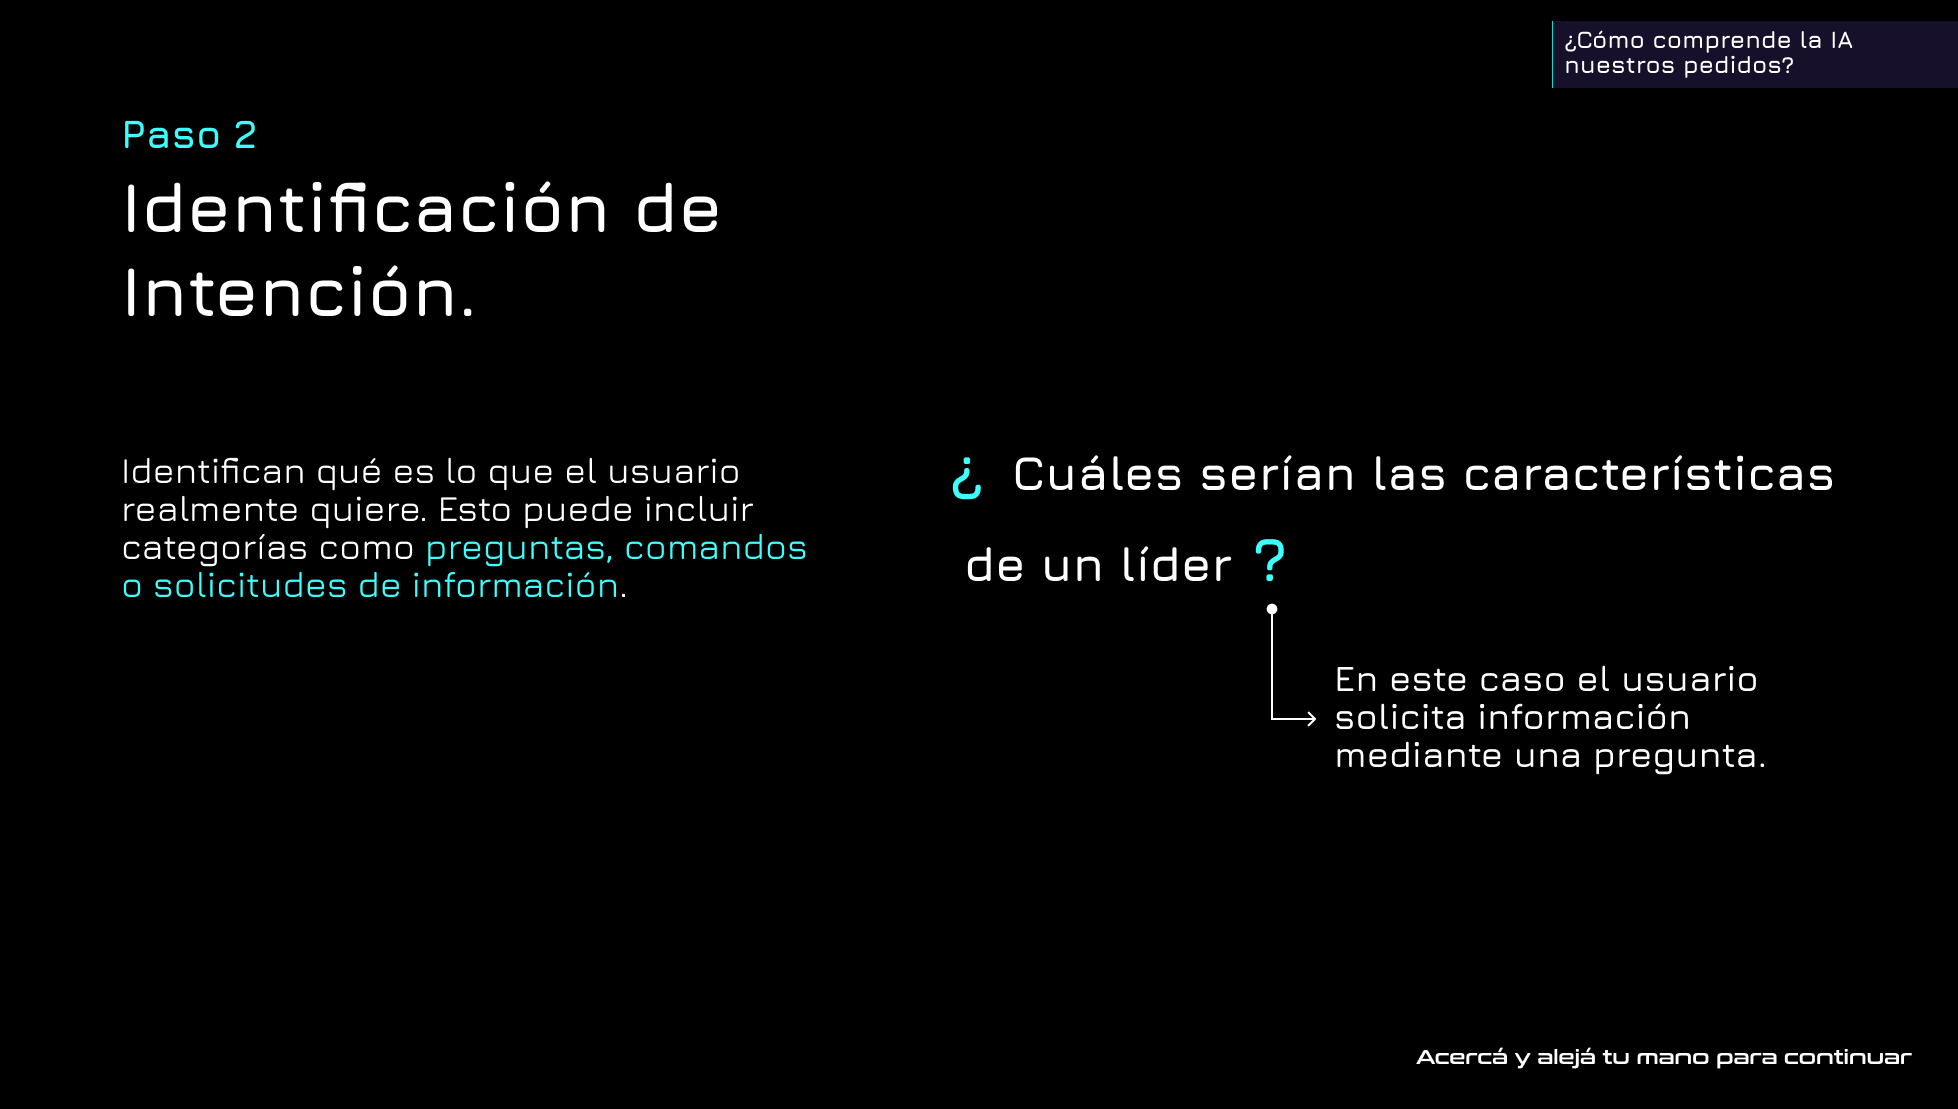 ¿Cómo comprende la IA
nuestros pedidos?
Paso 2
Identificación de
Intención.
Identifican qué es lo que el usuario
realmente quiere. Esto puede incluir
categorías como preguntas, comandos
o solicitudes de información.
¿ Cuáles serían las características
de un líder ?
En este caso el usuario
solicita información
mediante una pregunta.
Acercá y alejá tu mano para continuar